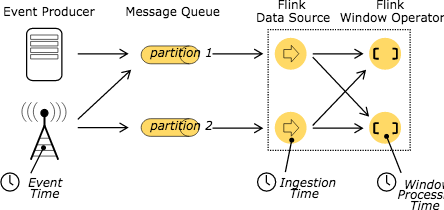 Event Producer
Message Queue
Flink
Data Source
Flink
Window Operator
partition 1
partition 2
Event
Time
Ingestion
Time
Window
Process
Time